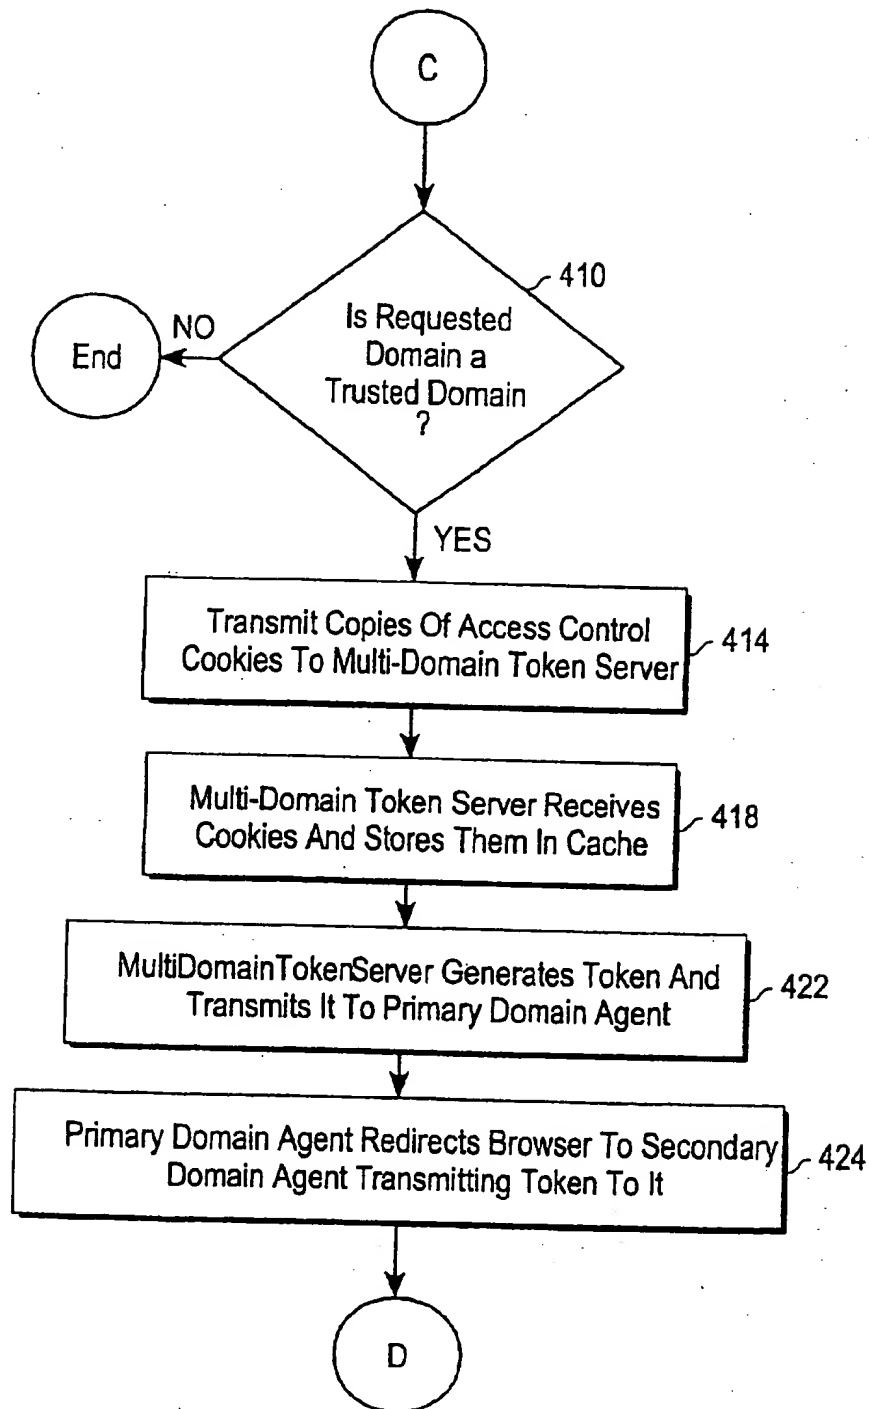 C
410
Is Requested
Domain a
Trusted Domain
?
NO
End
YES
Transmit Copies Of Access Control
Cookies To Multi-Domain Token Server
414
Multi-Domain Token Server Receives
Cookies And Stores Them In Cache
418
MultiDomainTokenServer Generates Token And
Transmits It To Primary Domain Agent
422
Primary Domain Agent Redirects Browser To Secondary
Domain Agent Transmitting Token To It
424
D